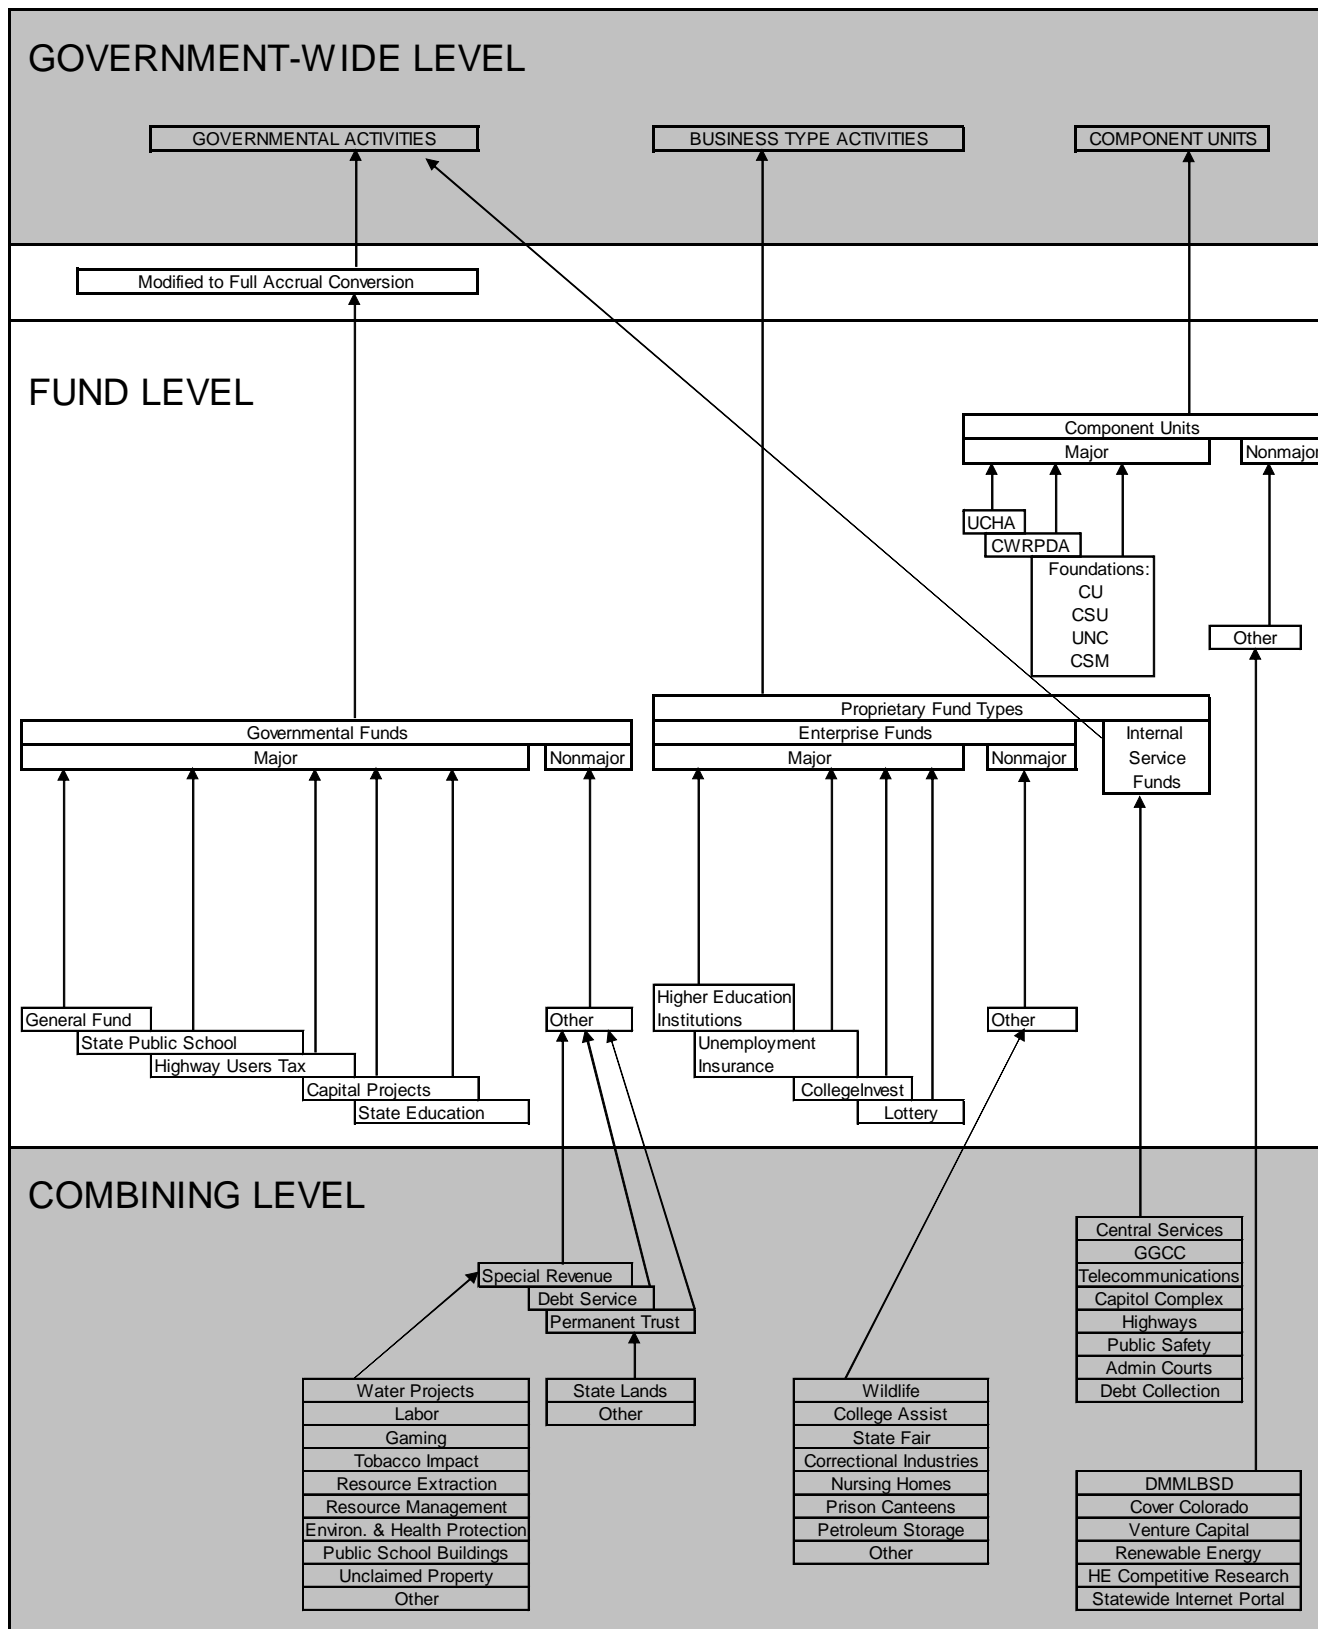 GOVERNMENT-WIDE LEVEL
GOVERNMENTAL ACTIVITIES
BUSINESS TYPE ACTIVITIES
COMPONENT UNITS
Modified to Full Accrual Conversion
FUND LEVEL
Component Units
Major
Nonmajor
UCHA
CWRPDA
Foundations:
CU
CSU
UNC
CSM
Other
Governmental Funds
Major
Nonmajor
Proprietary Fund Types
Enterprise Funds
Major
Nonmajor
Internal
Service
Funds
General Fund
State Public School
Highway Users Tax
Capital Projects
State Education
Other
Higher Education
Institutions
Unemployment
Insurance
CollegeInvest
Lottery
Other
COMBINING LEVEL
Special Revenue
Debt Service
Permanent Trust
Water Projects
Labor
Gaming
Tobacco Impact
Resource Extraction
Resource Management
Environ. & Health Protection
Public School Buildings
Unclaimed Property
Other
State Lands
Other
Wildlife
College Assist
State Fair
Correctional Industries
Nursing Homes
Prison Canteens
Petroleum Storage
Other
Central Services
GGCC
Telecommunications
Capitol Complex
Highways
Public Safety
Admin Courts
Debt Collection
DMMLBSD
Cover Colorado
Venture Capital
Renewable Energy
HE Competitive Research
Statewide Internet Portal